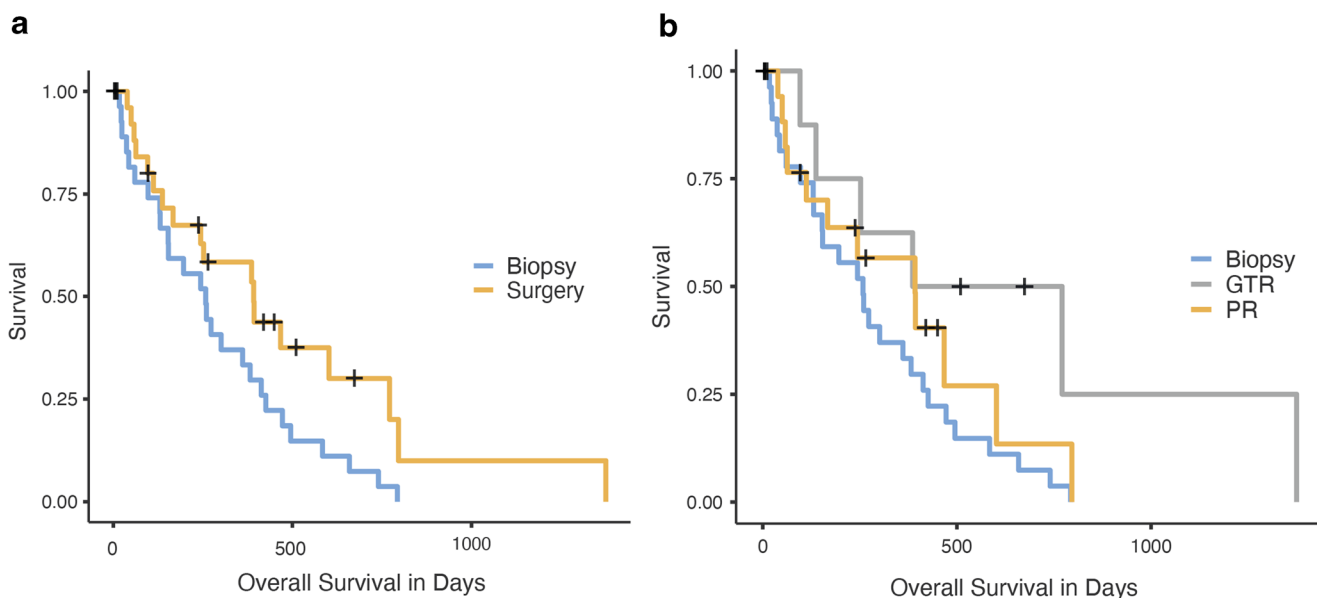 a
1.00
0.75
0.50
0.25
0.00
Survival
0
500
1000
Overall Survival in Days
Biopsy
Surgery
b
1.00
0.75
0.50
0.25
0.00
Survival
0
500
1000
Overall Survival in Days
Biopsy
GTR
PR